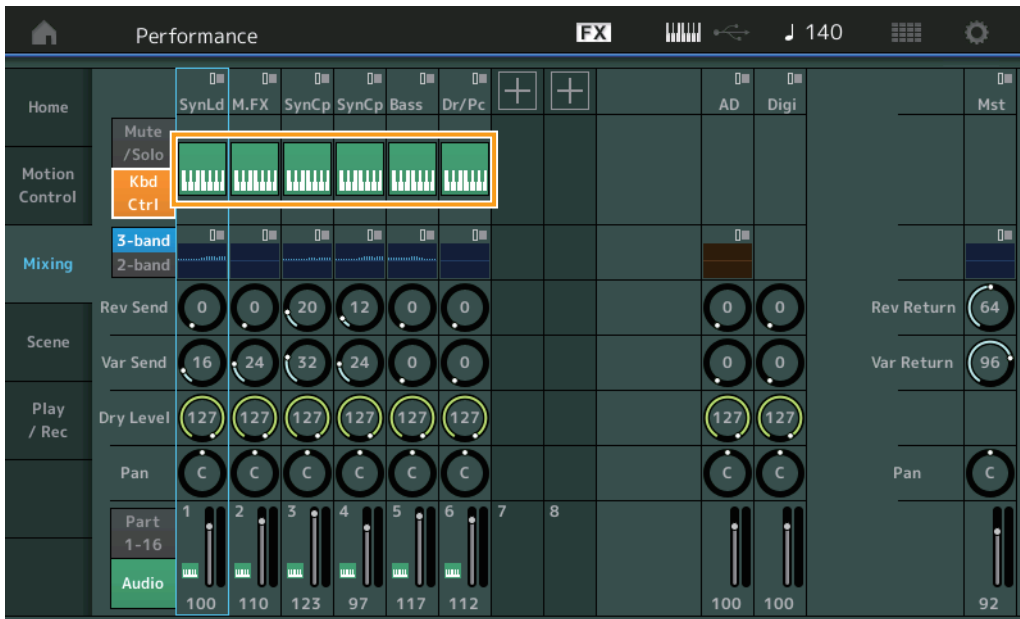 Performance FX 140
SynLd M.FX SynCp SynCp Bass Dr/Pc AD Digi Mst
Home
Mute
/Solo
Motion
Control
Kbd
Ctrl
3-band
2-band
Mixing
Rev Send 0 0 20 12 0 0 0 0 Rev Return 64
Scene
Var Send 16 24 32 24 0 0 0 0 Var Return 96
Play
/ Rec
Dry Level 127 127 127 127 127 127 127 127
Pan C C C C C C C C Pan C
Part
1-16
1 2 3 4 5 6 7 8
Audio
100 110 123 97 117 112 100 100 92